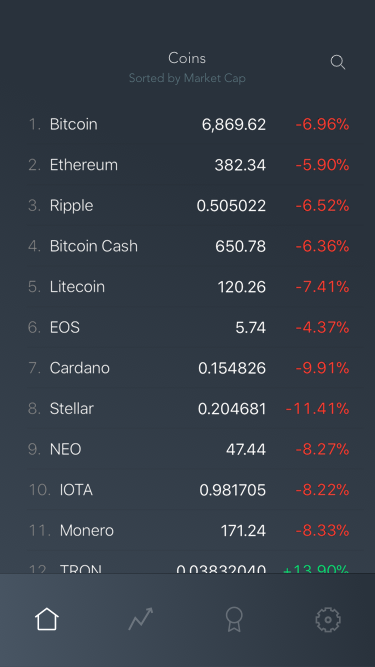 Coins
Sorted by Market Cap
1. Bitcoin 6,869.62 -6.96%
2. Ethereum 382.34 -5.90%
3. Ripple 0.505022 -6.52%
4. Bitcoin Cash 650.78 -6.36%
5. Litecoin 120.26 -7.41%
6. EOS 5.74 -4.37%
7. Cardano 0.154826 -9.91%
8. Stellar 0.204681 -11.41%
9. NEO 47.44 -8.27%
10. IOTA 0.981705 -8.22%
11. Monero 171.24 -8.33%
12. TRON 0.03832040 +13.90%